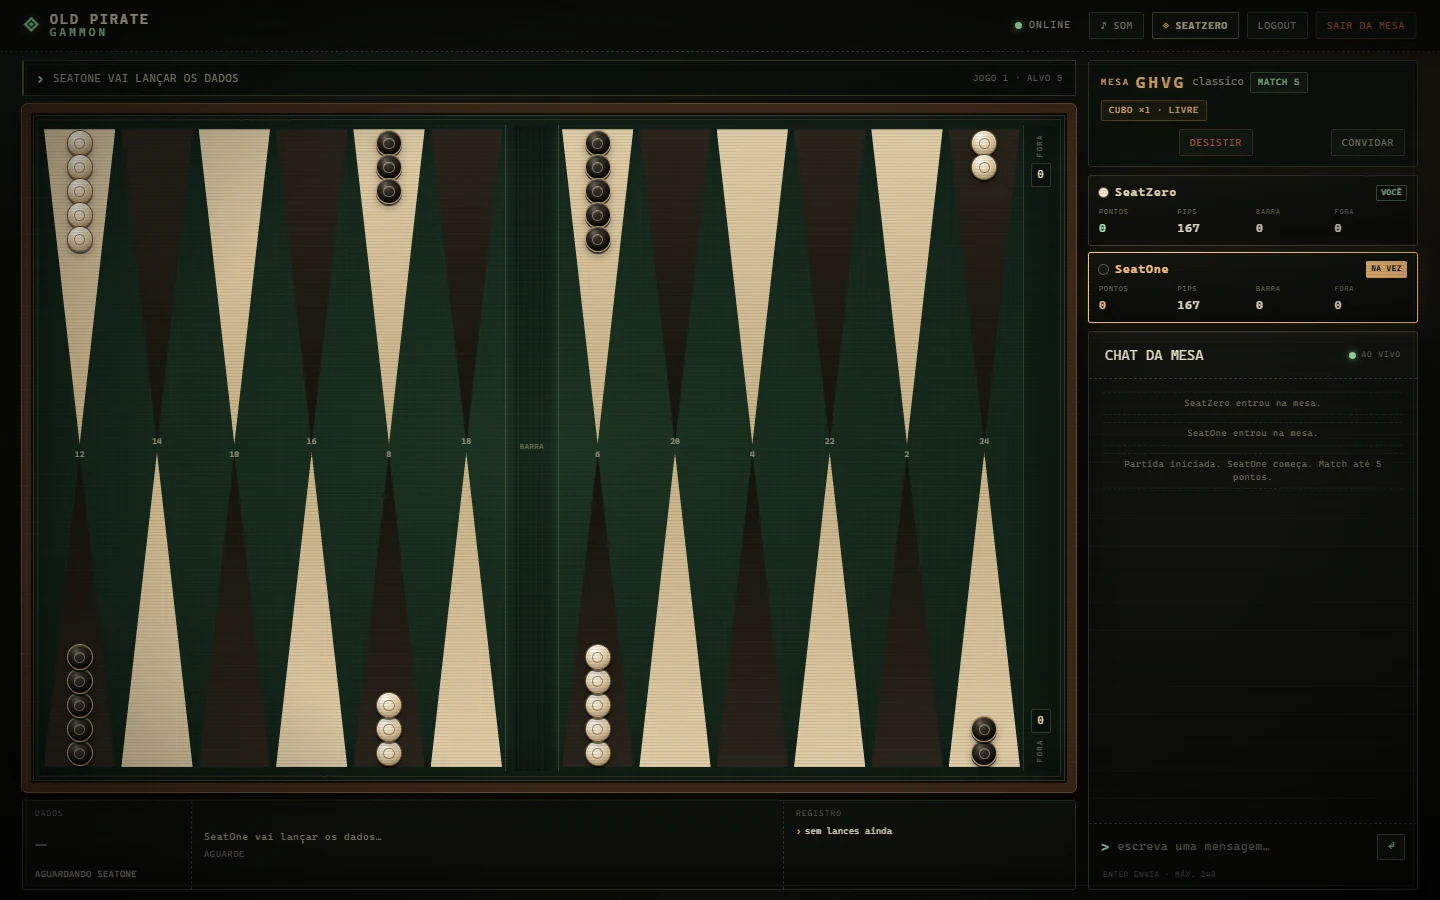 OLD PIRATE
GAMMON
ONLINE
♪ SOM
SEATZERO
LOGOUT
SAIR DA MESA
› SEATONE VAI LANÇAR OS DADOS
JOGO 1 · ALVO 5
MESA GHVG classico MATCH 5
CUBO ×1 · LIVRE
DESISTIR
CONVIDAR
FORA
0
14
16
18
20
22
24
BARRA
12
10
8
6
4
2
0
FORA
SeatZero
VOCÊ
PONTOS PIPS BARRA FORA
0 167 0 0
SeatOne
NA VEZ
PONTOS PIPS BARRA FORA
0 167 0 0
CHAT DA MESA
AO VIVO
SeatZero entrou na mesa.
SeatOne entrou na mesa.
Partida iniciada. SeatOne começa. Match até 5
pontos.
> escreva uma mensagem…
ENTER ENVIA · MÁX. 240
DADOS
—
AGUARDANDO SEATONE
SeatOne vai lançar os dados…
AGUARDE
REGISTRO
› sem lances ainda